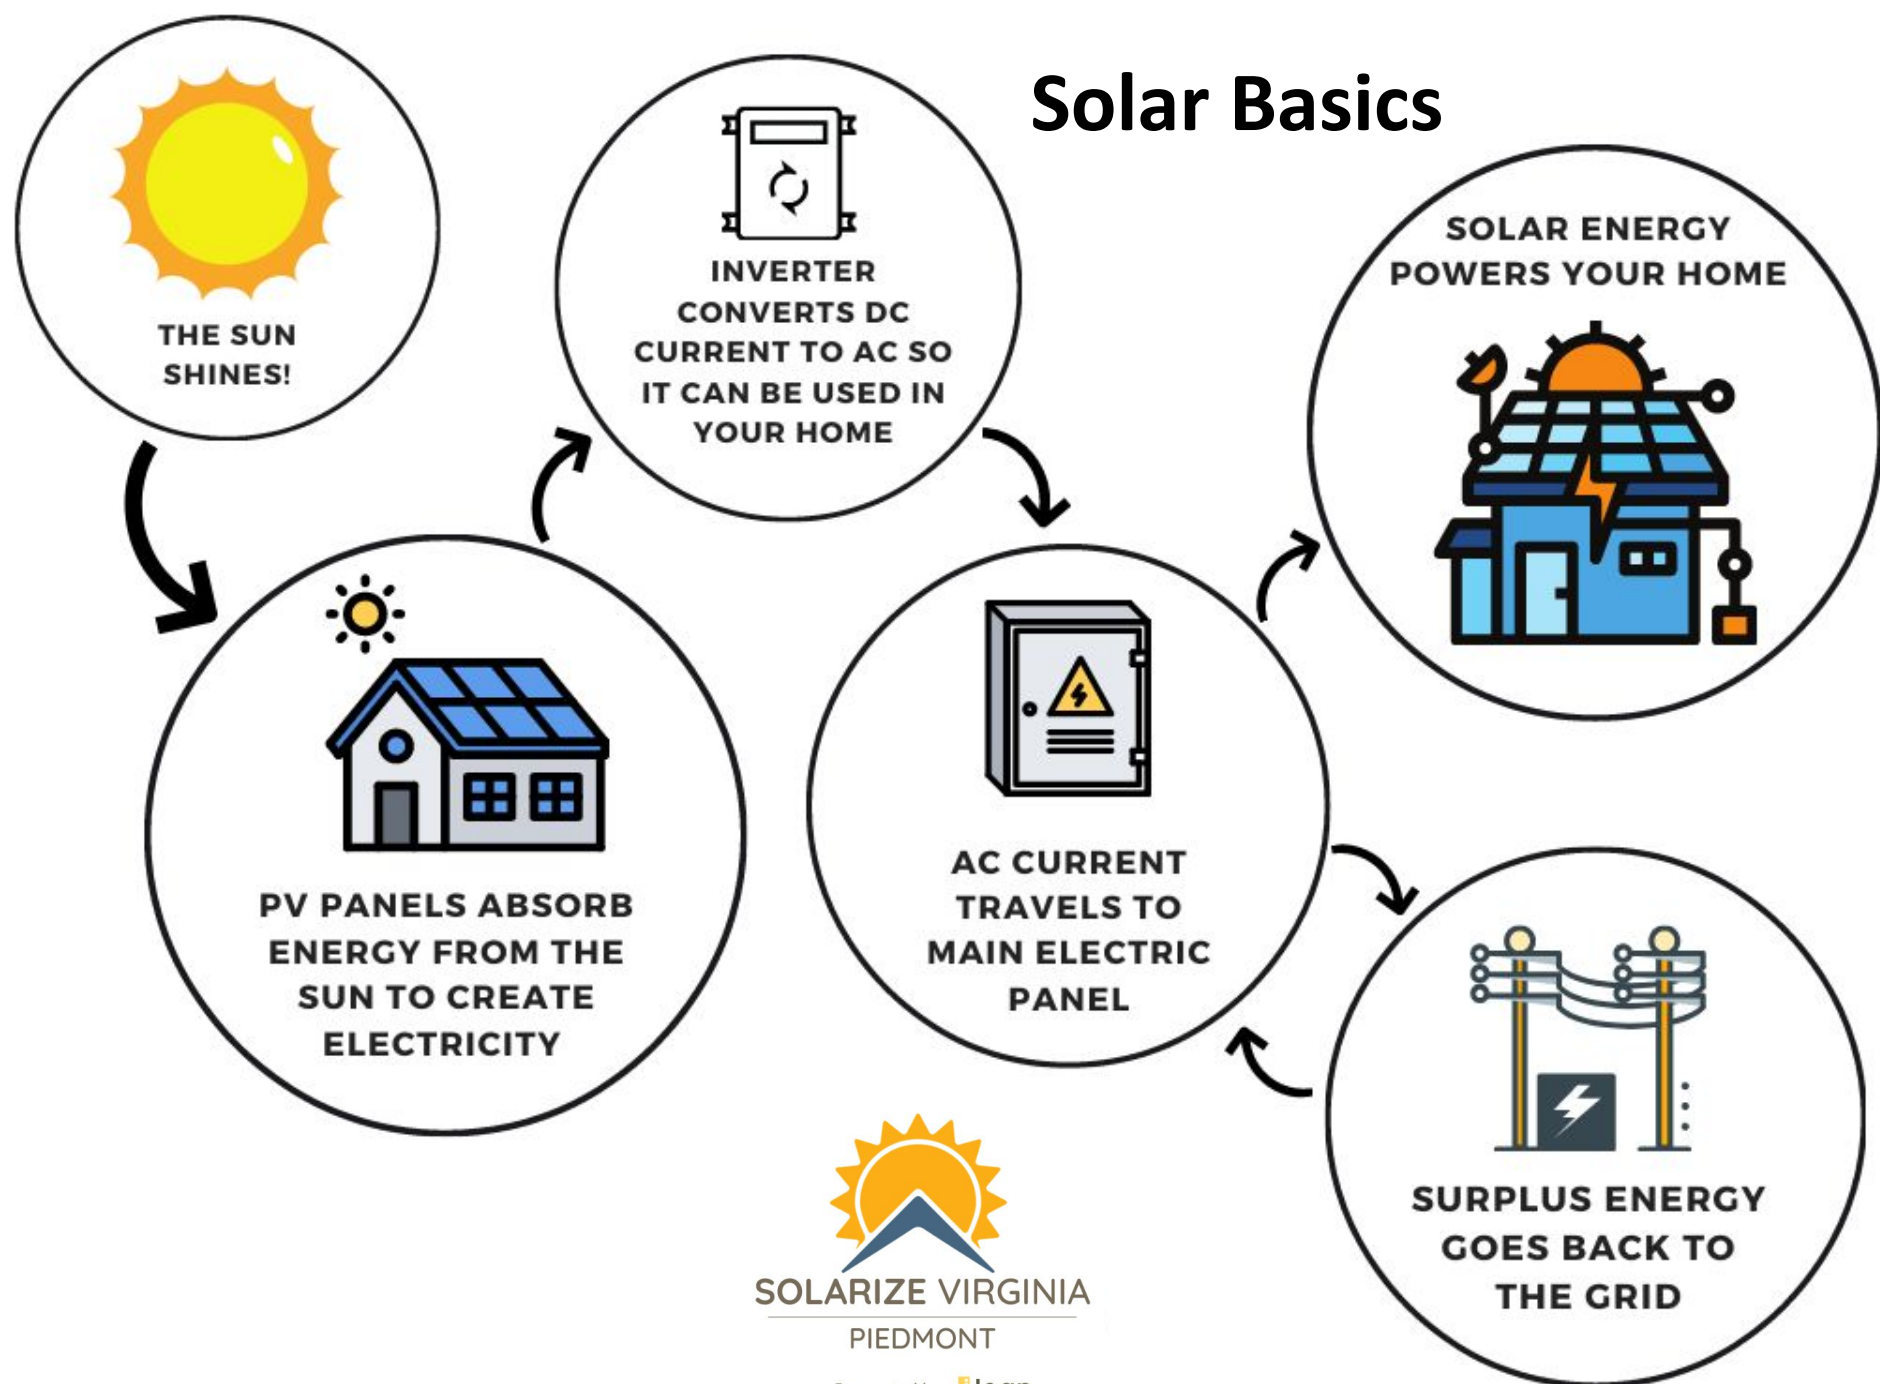 Solar Basics
THE SUN
SHINES!
PV PANELS ABSORB
ENERGY FROM THE
SUN TO CREATE
ELECTRICITY
INVERTER
CONVERTS DC
CURRENT TO AC SO
IT CAN BE USED IN
YOUR HOME
AC CURRENT
TRAVELS TO
MAIN ELECTRIC
PANEL
SOLAR ENERGY
POWERS YOUR HOME
SURPLUS ENERGY
GOES BACK TO
THE GRID
SOLARIZE VIRGINIA
PIEDMONT